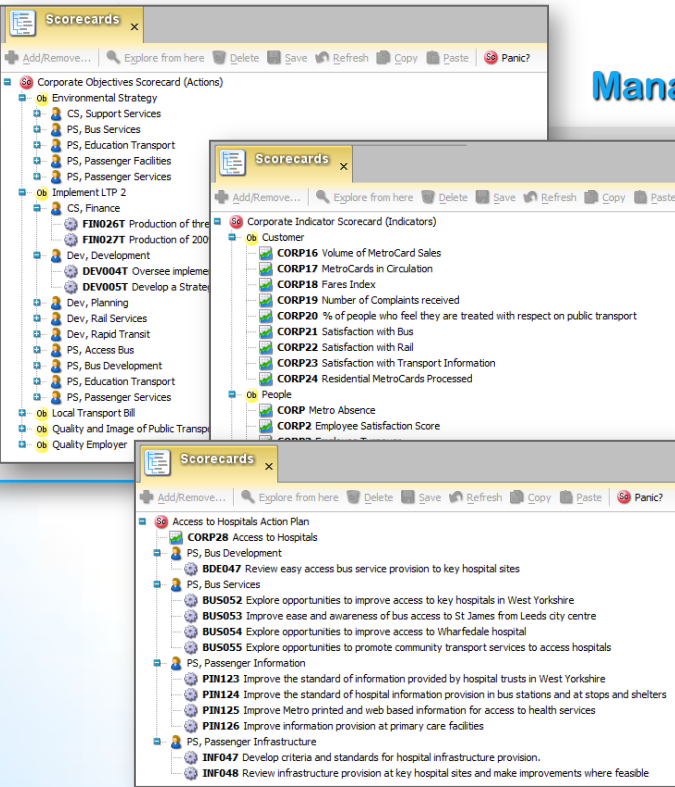 Scorecards x
Add/Remove... Explore from here Delete Save Refresh Copy Paste Panic?
Corporate Objectives Scorecard (Actions)
Ob Environmental Strategy
CS, Support Services
PS, Bus Services
PS, Education Transport
PS, Passenger Facilities
PS, Passenger Services
Ob Implement LTP 2
CS, Finance
FIN026T Production of thre
FIN027T Production of 200
Dev, Development
DEV004T Oversee impleme
DEV005T Develop a Strate
Dev, Planning
Dev, Rail Services
Dev, Rapid Transit
PS, Access Bus
PS, Bus Development
PS, Education Transport
PS, Passenger Services
Ob Local Transport Bill
Ob Quality and Image of Public Transpo
Ob Quality Employer
Mana
Scorecards x
Add/Remove... Explore from here Delete Save Refresh Copy Paste
Sc Corporate Indicator Scorecard (Indicators)
Ob Customer
CORP16 Volume of MetroCard Sales
CORP17 MetroCards in Circulation
CORP18 Fares Index
CORP19 Number of Complaints received
CORP20 % of people who feel they are treated with respect on public transport
CORP21 Satisfaction with Bus
CORP22 Satisfaction with Rail
CORP23 Satisfaction with Transport Information
CORP24 Residential MetroCards Processed
Ob People
CORP Metro Absence
CORP2 Employee Satisfaction Score
Scorecards x
Add/Remove... Explore from here Delete Save Refresh Copy Paste Sc Panic?
Sc Access to Hospitals Action Plan
CORP28 Access to Hospitals
PS, Bus Development
BDE047 Review easy access bus service provision to key hospital sites
PS, Bus Services
BUS052 Explore opportunities to improve access to key hospitals in West Yorkshire
BUS053 Improve ease and awareness of bus access to St James from Leeds city centre
BUS054 Explore opportunities to improve access to Wharfedale hospital
BUS055 Explore opportunities to promote community transport services to access hospitals
PS, Passenger Information
PIN123 Improve the standard of information provided by hospital trusts in West Yorkshire
PIN124 Improve the standard of hospital information provision in bus stations and at stops and shelters
PIN125 Improve Metro printed and web based information for access to health services
PIN126 Improve information provision at primary care facilities
PS, Passenger Infrastructure
INF047 Develop criteria and standards for hospital infrastructure provision.
INF048 Review infrastructure provision at key hospital sites and make improvements where feasible